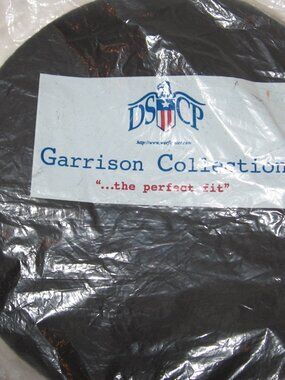 DSCP
Garrison Collection
"...the perfect fit"